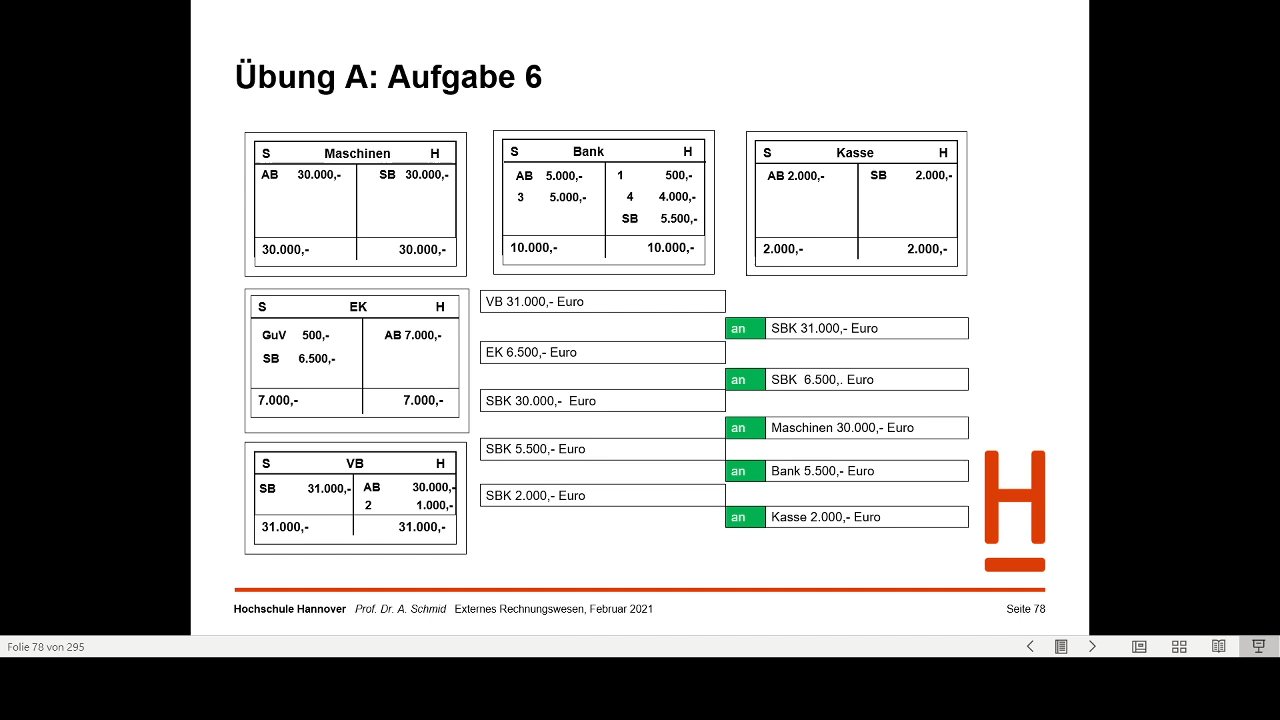 Übung A: Aufgabe 6
S Maschinen H
AB 30.000,- SB 30.000,-
30.000,- 30.000,-
S Bank H
AB 5.000,- 1 500,-
3 5.000,- 4 4.000,-
SB 5.500,-
10.000,- 10.000,-
S Kasse H
AB 2.000,- SB 2.000,-
2.000,- 2.000,-
S EK H
GuV 500,- AB 7.000,-
SB 6.500,-
7.000,- 7.000,-
S VB H
SB 31.000,- AB 30.000,-
2 1.000,-
31.000,- 31.000,-
VB 31.000,- Euro
an SBK 31.000,- Euro
EK 6.500,- Euro
an SBK 6.500,. Euro
SBK 30.000,- Euro
an Maschinen 30.000,- Euro
SBK 5.500,- Euro
an Bank 5.500,- Euro
SBK 2.000,- Euro
an Kasse 2.000,- Euro
H
Hochschule Hannover Prof. Dr. A. Schmid Externes Rechnungswesen, Februar 2021 Seite 78
Folie 78 von 295